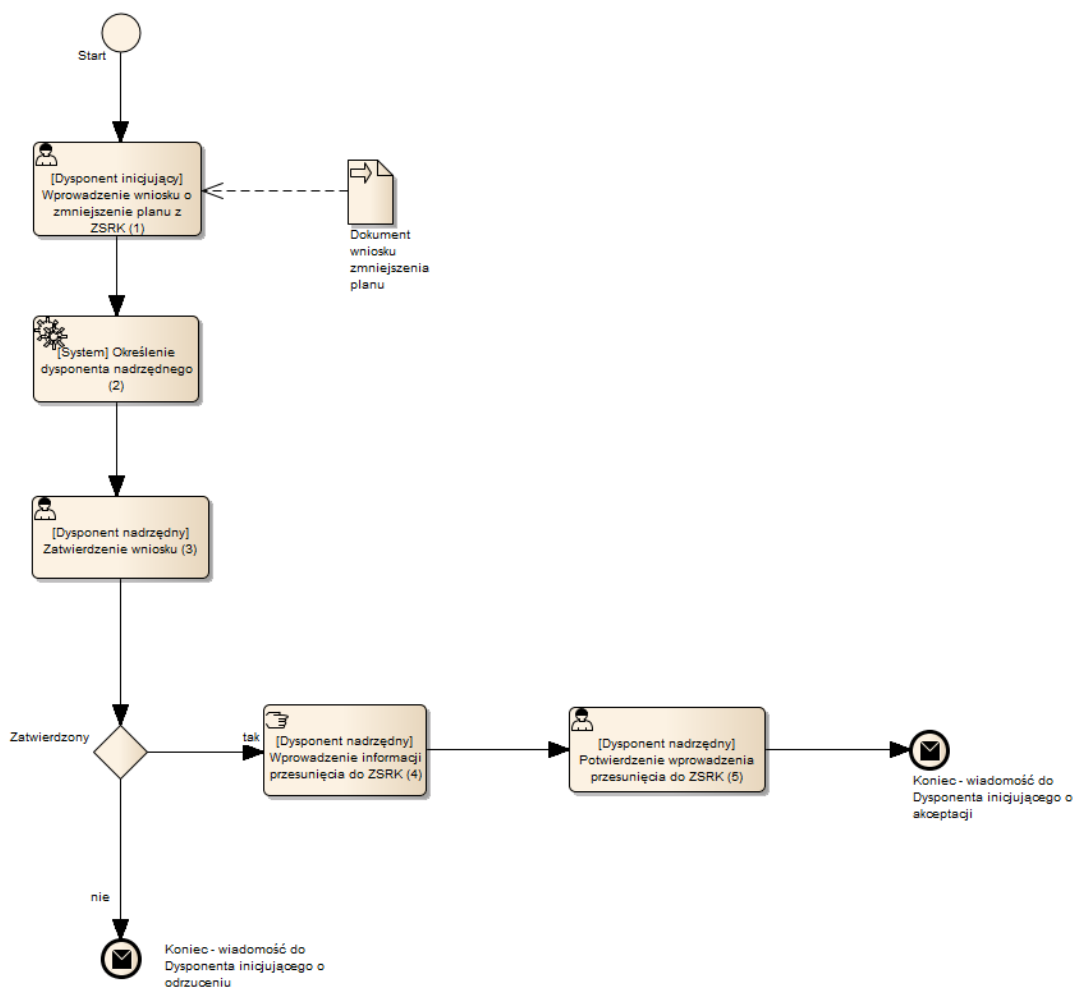 Start
[Dysponent inicjujący]
Wprowadzenie wniosku o
zmniejszenie planu z
ZSRK (1)
Dokument
wniosku
zmniejszenia
planu
[System] Określenie
dysponenta nadrzędnego
(2)
[Dysponent nadrzędny]
Zatwierdzenie wniosku (3)
Zatwierdzony
tak
[Dysponent nadrzędny]
Wprowadzenie informacji
przesunięcia do ZSRK (4)
[Dysponent nadrzędny]
Potwierdzenie wprowadzenia
przesunięcia do ZSRK (5)
Koniec - wiadomość do
Dysponenta inicjującego o
akceptacji
nie
Koniec - wiadomość do
Dysponenta inicjującego o
odrzuceniu